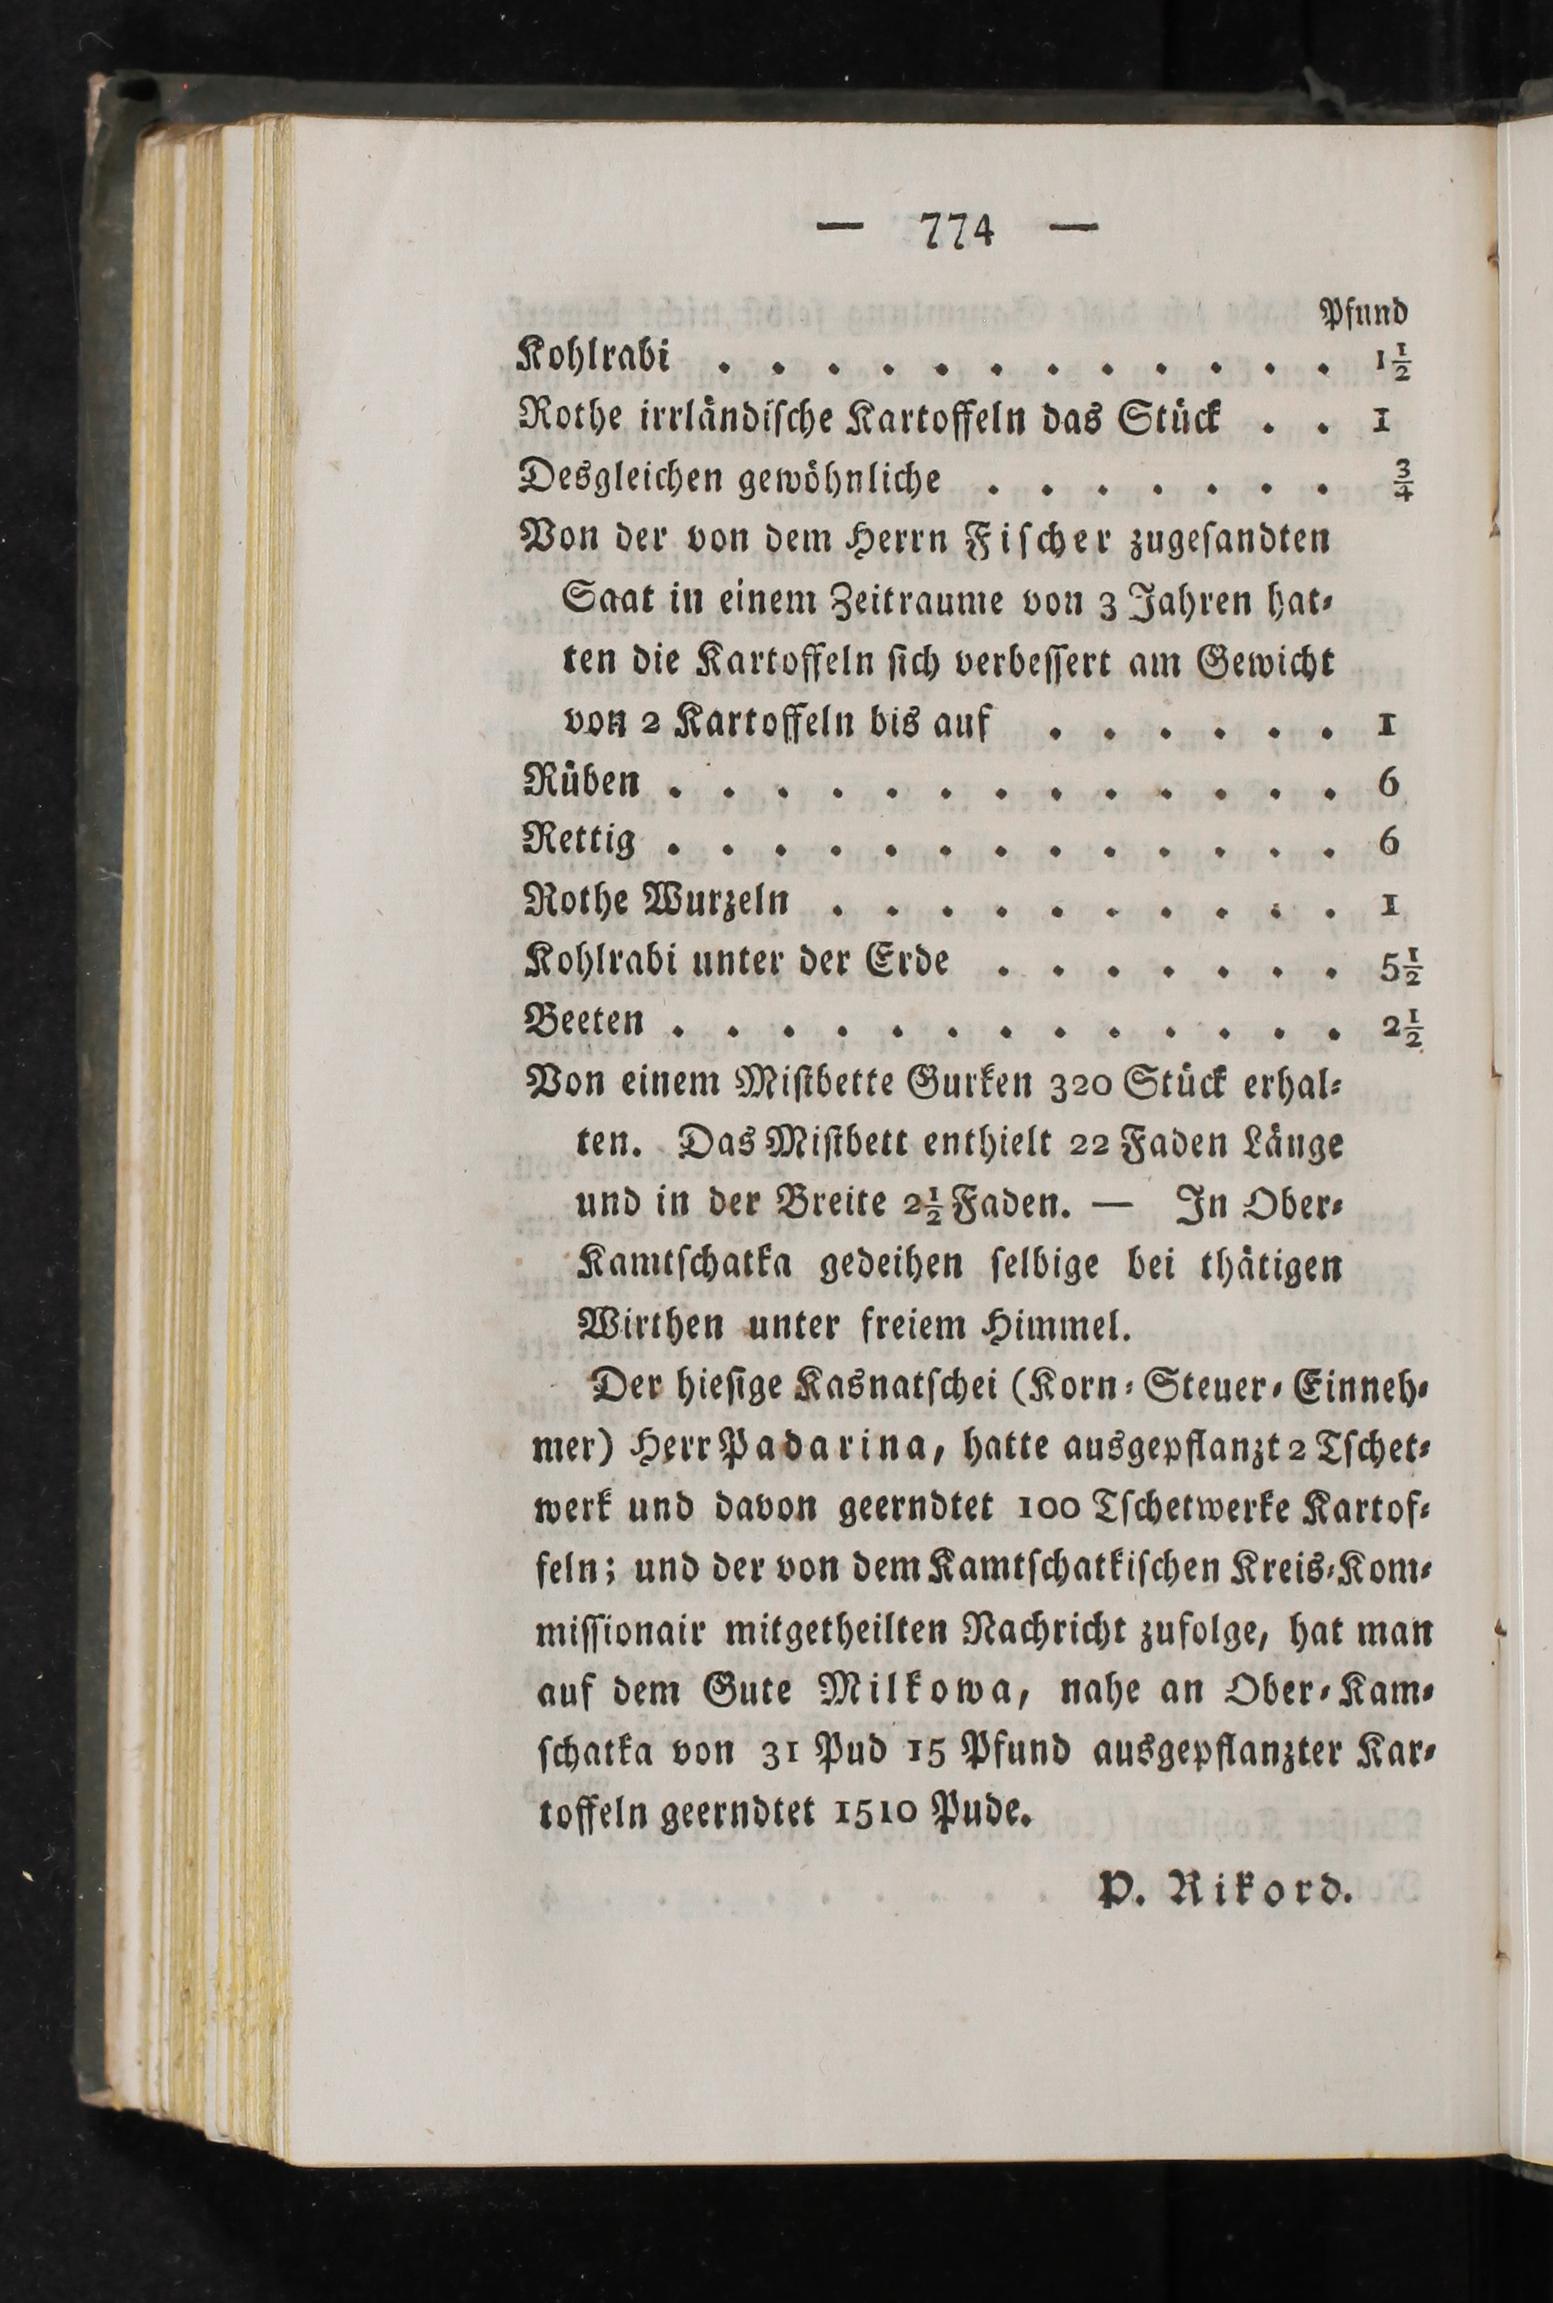 — 774 —
Pfund
Kohlrabi . . . . . . . . . . . . 1½
Rothe irrländiſche Kartoffeln das Stück . . 1
Desgleichen gewöhnliche . . . . . . . ¾
Von der von dem Herrn Fiſcher zugeſandten
Saat in einem Zeitraume von 3 Jahren hat⸗
ten die Kartoffeln ſich verbeſſert am Gewicht
von 2 Kartoffeln bis auf . . . . . . 1
Rüben . . . . . . . . . . . . . 6
Rettig . . . . . . . . . . . . . 6
Rothe Wurzeln . . . . . . . . . . 1
Kohlrabi unter der Erde . . . . . . . 5½
Beeten . . . . . . . . . . . . . 2½
Von einem Miſtbette Gurken 320 Stück erhal⸗
ten. Das Miſtbett enthielt 22 Faden Länge
und in der Breite 2½ Faden. — In Ober⸗
Kamtſchatka gedeihen ſelbige bei thätigen
Wirthen unter freiem Himmel.
Der hieſige Kasnatſchei (Korn⸗Steuer⸗Einneh⸗
mer) Herr Padarina, hatte ausgepflanzt 2 Tſchet⸗
werk und davon geerndtet 100 Tſchetwerke Kartof⸗
feln; und der von dem Kamtſchatkiſchen Kreis⸗Kom⸗
miſſionair mitgetheilten Nachricht zufolge, hat man
auf dem Gute Milkowa, nahe an Ober⸗Kam⸗
ſchatka von 31 Pud 15 Pfund ausgepflanzter Kar⸗
toffeln geerndtet 1510 Pude.
P. Rikord.